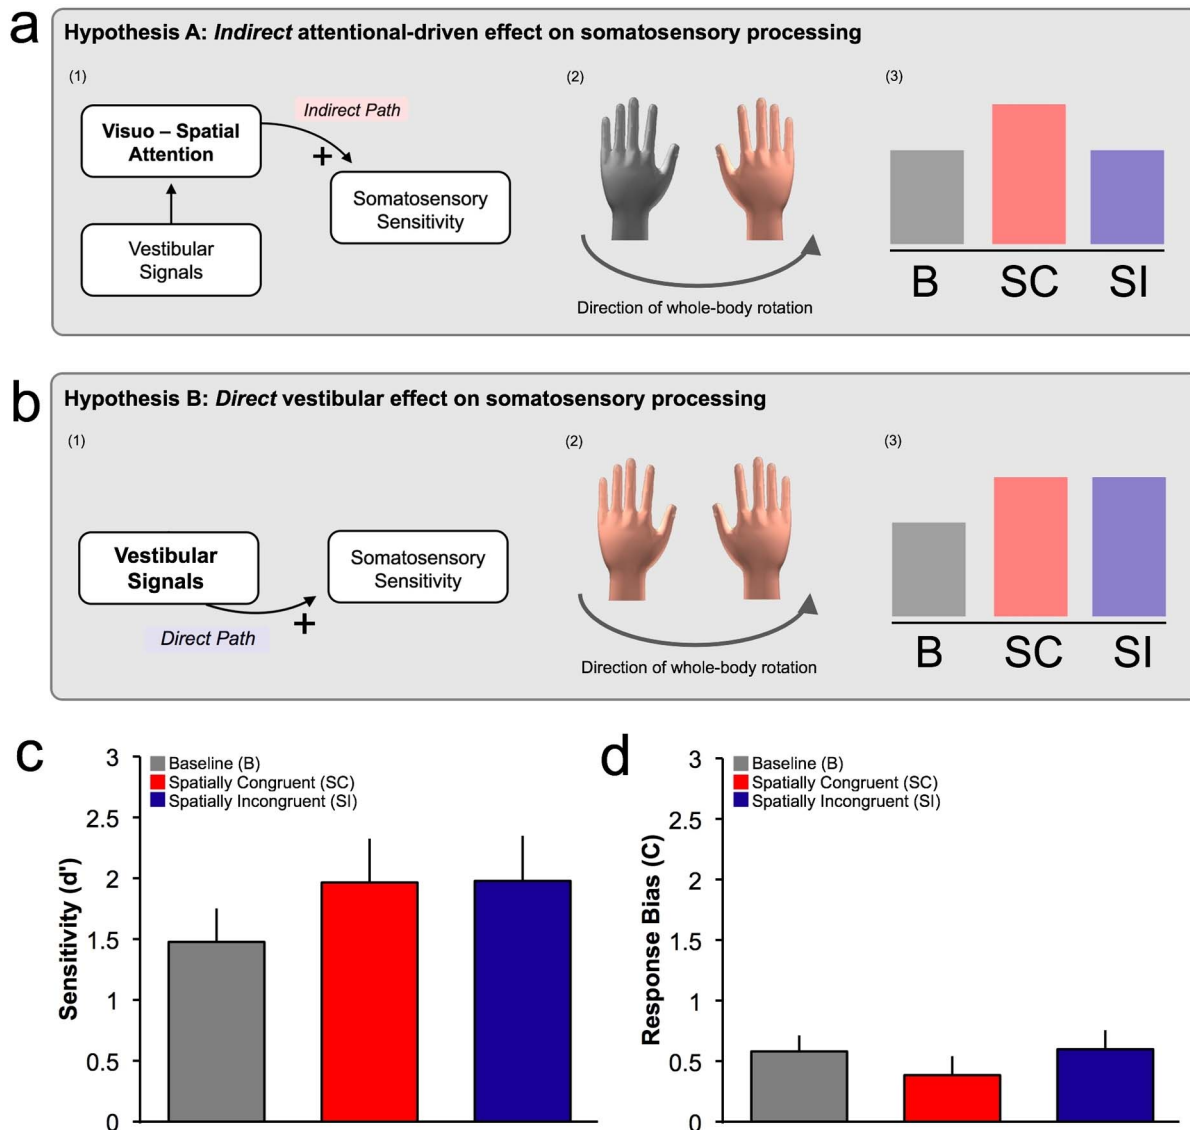 a
Hypothesis A: Indirect attentional-driven effect on somatosensory processing
(1)
Visuo – Spatial
Attention
Indirect Path
+
Somatosensory
Sensitivity
Vestibular
Signals
(2)
Direction of whole-body rotation
(3)
B SC SI
b
Hypothesis B: Direct vestibular effect on somatosensory processing
(1)
Vestibular
Signals
Somatosensory
Sensitivity
+
Direct Path
(2)
Direction of whole-body rotation
(3)
B SC SI
c
Sensitivity (d')
3
2.5
2
1.5
1
0.5
0
Baseline (B)
Spatially Congruent (SC)
Spatially Incongruent (SI)
d
Response Bias (C)
3
2.5
2
1.5
1
0.5
0
Baseline (B)
Spatially Congruent (SC)
Spatially Incongruent (SI)